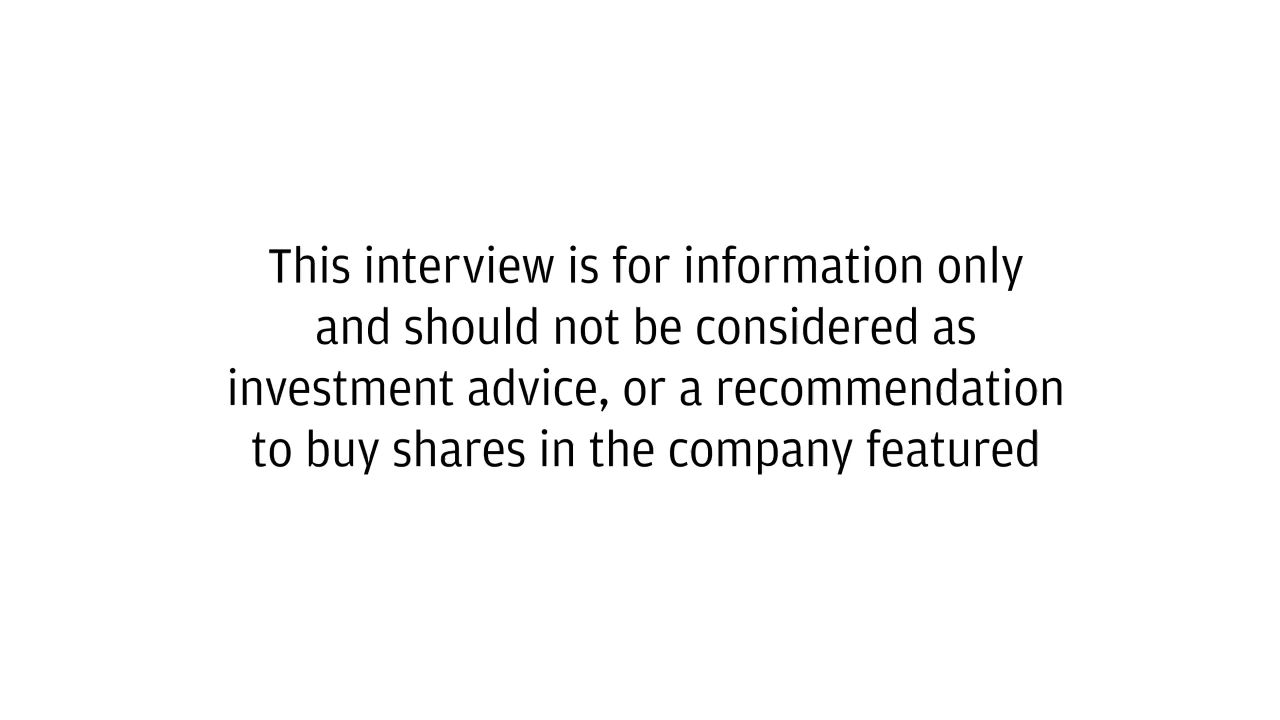 This interview is for information only
and should not be considered as
investment advice, or a recommendation
to buy shares in the company featured